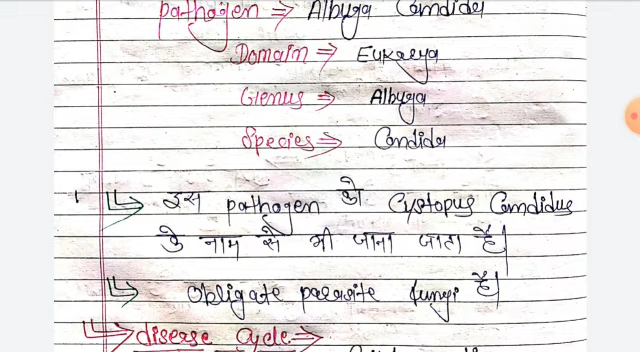 pathogen ⇒ Albuga Candida
Domain ⇒ Eukarya
Genus ⇒ Albuga
Species ⇒ Candida
इस pathogen को Cystopus Candidus
के नाम से भी जाना जाता है।
obligate parasite fungi है।
disease cycle ⇒